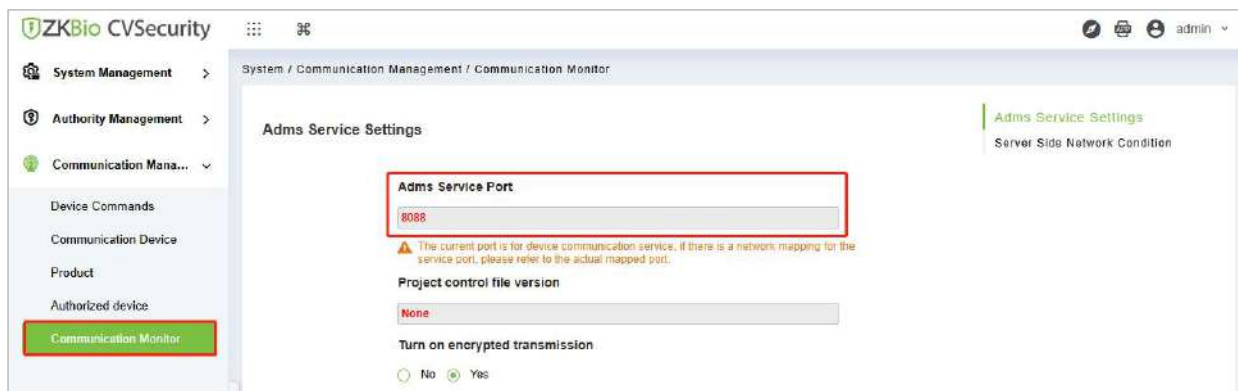 ZKBio CVSecurity
admin
System Management
Authority Management
Communication Mana...
Device Commands
Communication Device
Product
Authorized device
Communication Monitor
System / Communication Management / Communication Monitor
Adms Service Settings
Adms Service Port
8088
The current port is for device communication service, if there is a network mapping for the
service port, please refer to the actual mapped port.
Project control file version
None
Turn on encrypted transmission
No Yes
Adms Service Settings
Server Side Network Condition